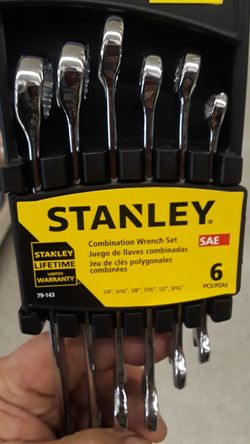 STANLEY®
Combination Wrench Set
Juego de llaves combinadas
Jeu de clés polygonales
combinées
SAE
STANLEY
LIFETIME
LIMITED
WARRANTY
79-143
1/4", 5/16", 3/8", 7/16", 1/2", 9/16"
6
PCS/PZAS